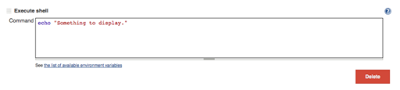 Execute shell
Command echo "Something to display."
See the list of available environment variables
Delete